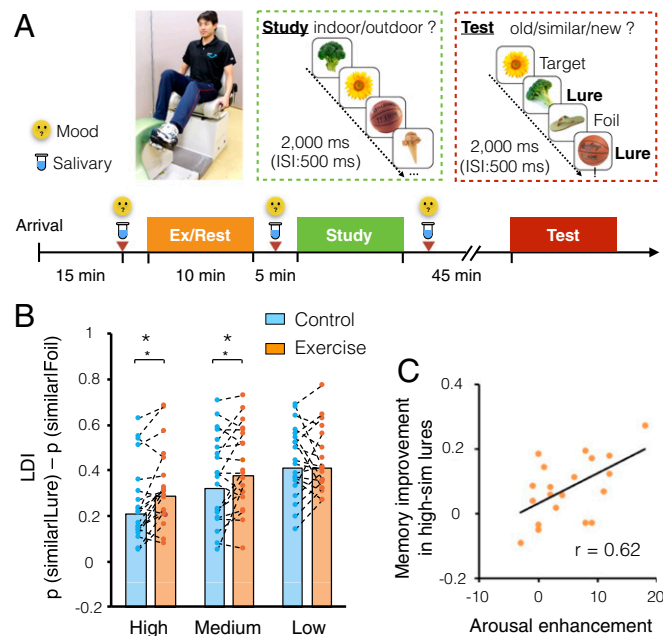 A
Study indoor/outdoor ?
2,000 ms
(ISI:500 ms)
...
Test old/similar/new ?
Target
Lure
Foil
Lure
2,000 ms
(ISI:500 ms)
Mood
Salivary
Arrival
Ex/Rest
Study
Test
15 min
10 min
5 min
45 min
B
Control
Exercise
* *
* *
LDI
p (similar|Lure) – p (similar|Foil)
1
0.8
0.6
0.4
0.2
0
-0.2
High Medium Low
C
Memory improvement
in high-sim lures
0.4
0.2
0
-0.2
r = 0.62
-10 0 10 20
Arousal enhancement